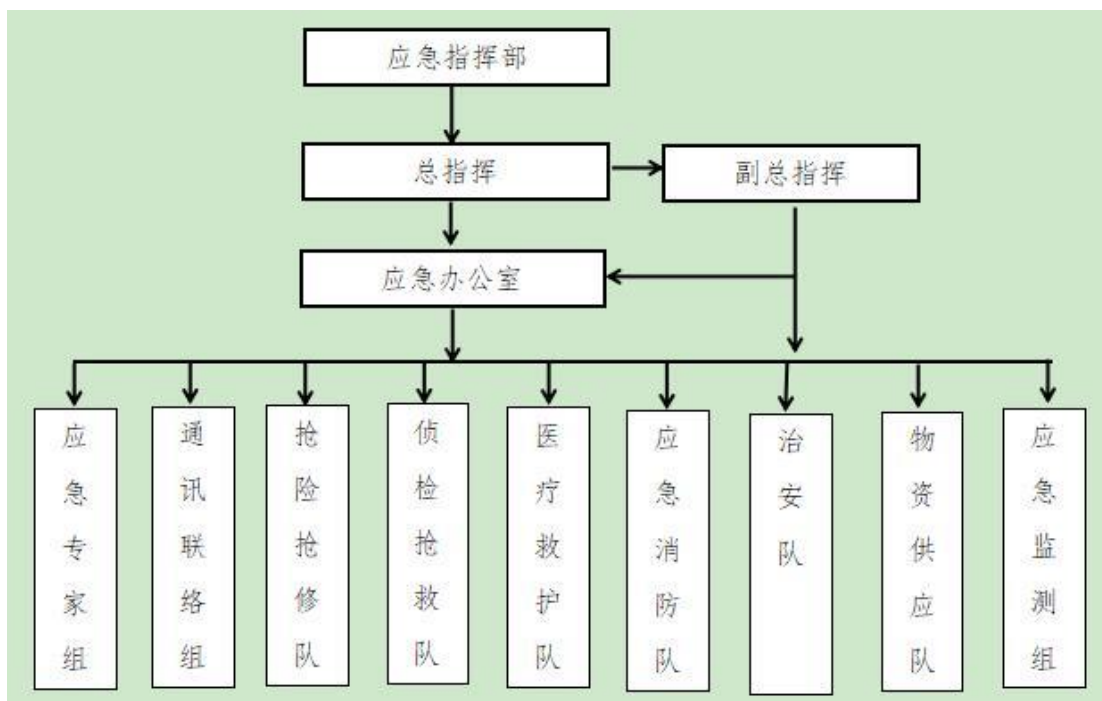 应急指挥部
总指挥
副总指挥
应急办公室
应急专家组
通讯联络组
抢险抢修队
侦检抢救队
医疗救护队
应急消防队
治安队
物资供应队
应急监测组